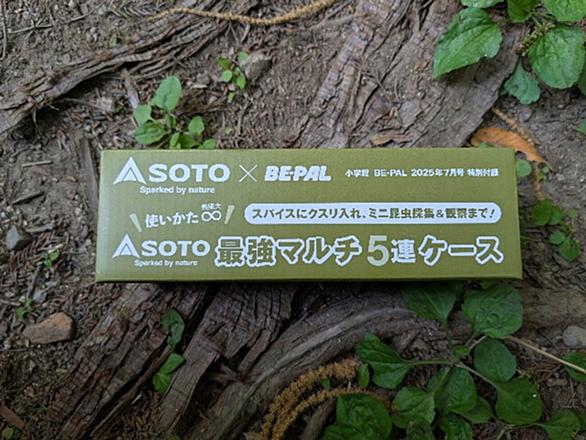 SOTO × BE-PAL 小学館 BE-PAL 2025年7月号 特別付録
Sparked by nature
使いかた 無限大 ∞ スパイスにクスリ入れ、ミニ昆虫採集&観察まで!
SOTO 最強マルチ5連ケース
Sparked by nature